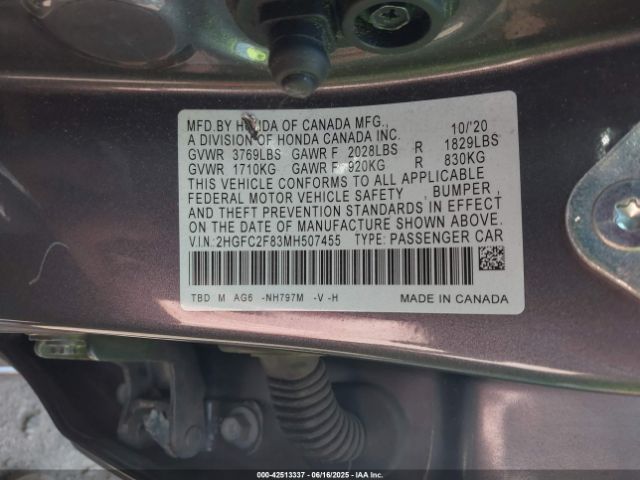 MFD.BY HONDA OF CANADA MFG., 10/'20
A DIVISION OF HONDA CANADA INC.
GVWR 3769LBS GAWR F 2028LBS R 1829LBS
GVWR 1710KG GAWR F 920KG R 830KG
THIS VEHICLE CONFORMS TO ALL APPLICABLE
FEDERAL MOTOR VEHICLE SAFETY , BUMPER ,
AND THEFT PREVENTION STANDARDS IN EFFECT
ON THE DATE OF MANUFACTURE SHOWN ABOVE.
V.I.N: 2HGFC2F83MH507455 TYPE: PASSENGER CAR
TBD M AG6 -NH797M -V -H MADE IN CANADA
000-42513337 - 06/16/2025 - IAA Inc.